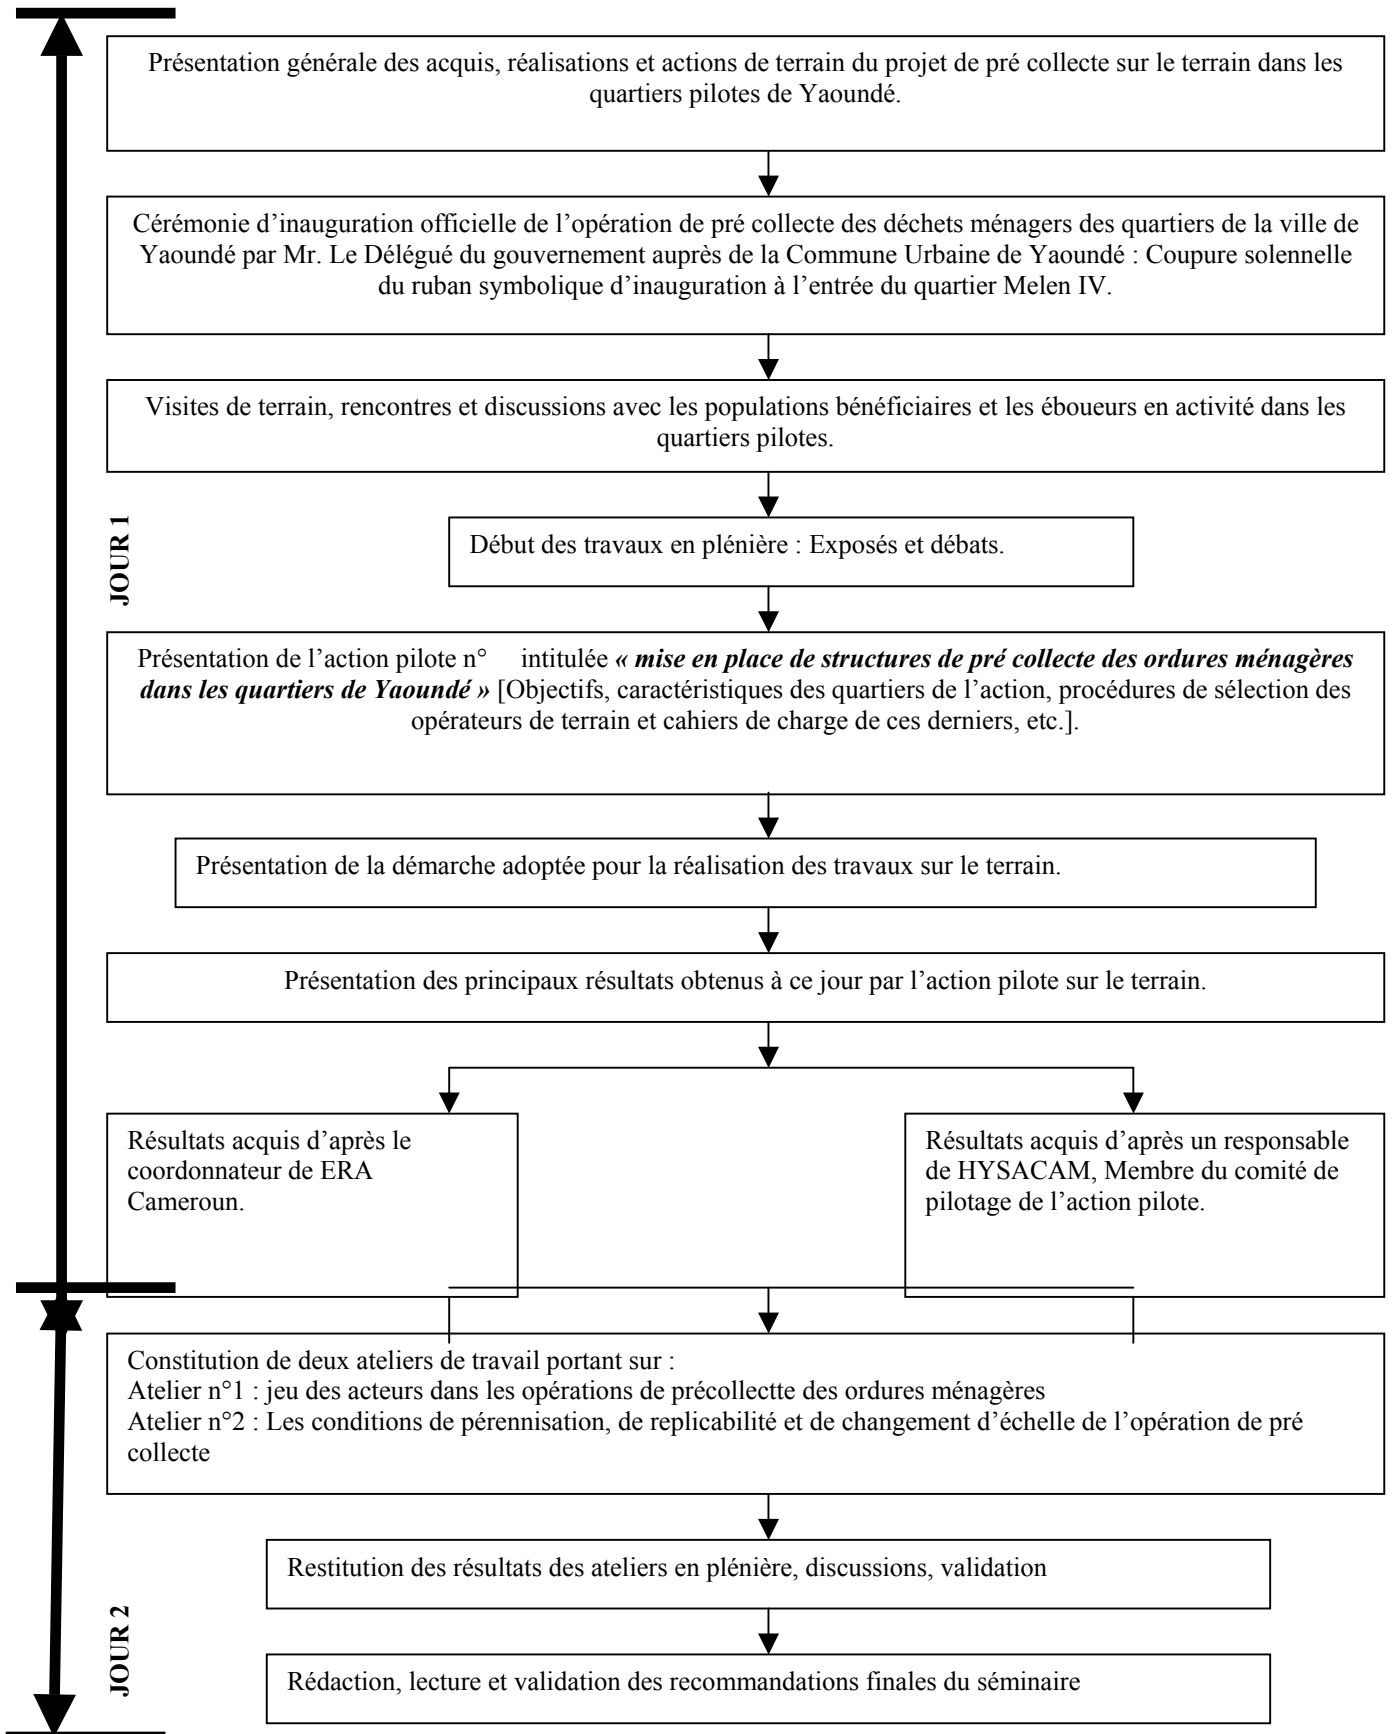 Présentation générale des acquis, réalisations et actions de terrain du projet de pré collecte sur le terrain dans les
quartiers pilotes de Yaoundé.
Cérémonie d’inauguration officielle de l’opération de pré collecte des déchets ménagers des quartiers de la ville de
Yaoundé par Mr. Le Délégué du gouvernement auprès de la Commune Urbaine de Yaoundé : Coupure solennelle
du ruban symbolique d’inauguration à l’entrée du quartier Melen IV.
Visites de terrain, rencontres et discussions avec les populations bénéficiaires et les éboueurs en activité dans les
quartiers pilotes.
JOUR 1
Début des travaux en plénière : Exposés et débats.
Présentation de l’action pilote n° intitulée « mise en place de structures de pré collecte des ordures ménagères
dans les quartiers de Yaoundé » [Objectifs, caractéristiques des quartiers de l’action, procédures de sélection des
opérateurs de terrain et cahiers de charge de ces derniers, etc.].
Présentation de la démarche adoptée pour la réalisation des travaux sur le terrain.
Présentation des principaux résultats obtenus à ce jour par l’action pilote sur le terrain.
Résultats acquis d’après le
coordonnateur de ERA
Cameroun.
Résultats acquis d’après un responsable
de HYSACAM, Membre du comité de
pilotage de l’action pilote.
Constitution de deux ateliers de travail portant sur :
Atelier n°1 : jeu des acteurs dans les opérations de précollectte des ordures ménagères
Atelier n°2 : Les conditions de pérennisation, de replicabilité et de changement d’échelle de l’opération de pré
collecte
Restitution des résultats des ateliers en plénière, discussions, validation
JOUR 2
Rédaction, lecture et validation des recommandations finales du séminaire